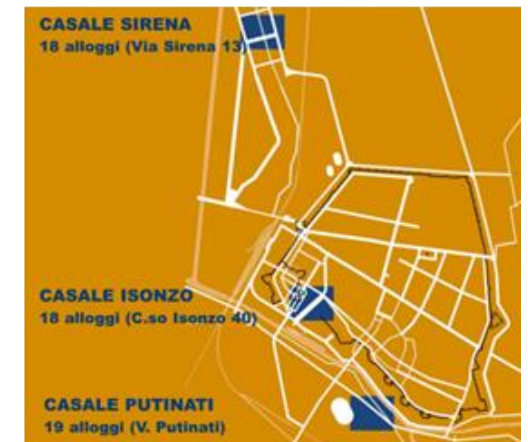 CASALE SIRENA
18 alloggi (Via Sirena 13)
CASALE ISONZO
18 alloggi (C.so Isonzo 40)
CASALE PUTINATI
19 alloggi (V. Putinati)